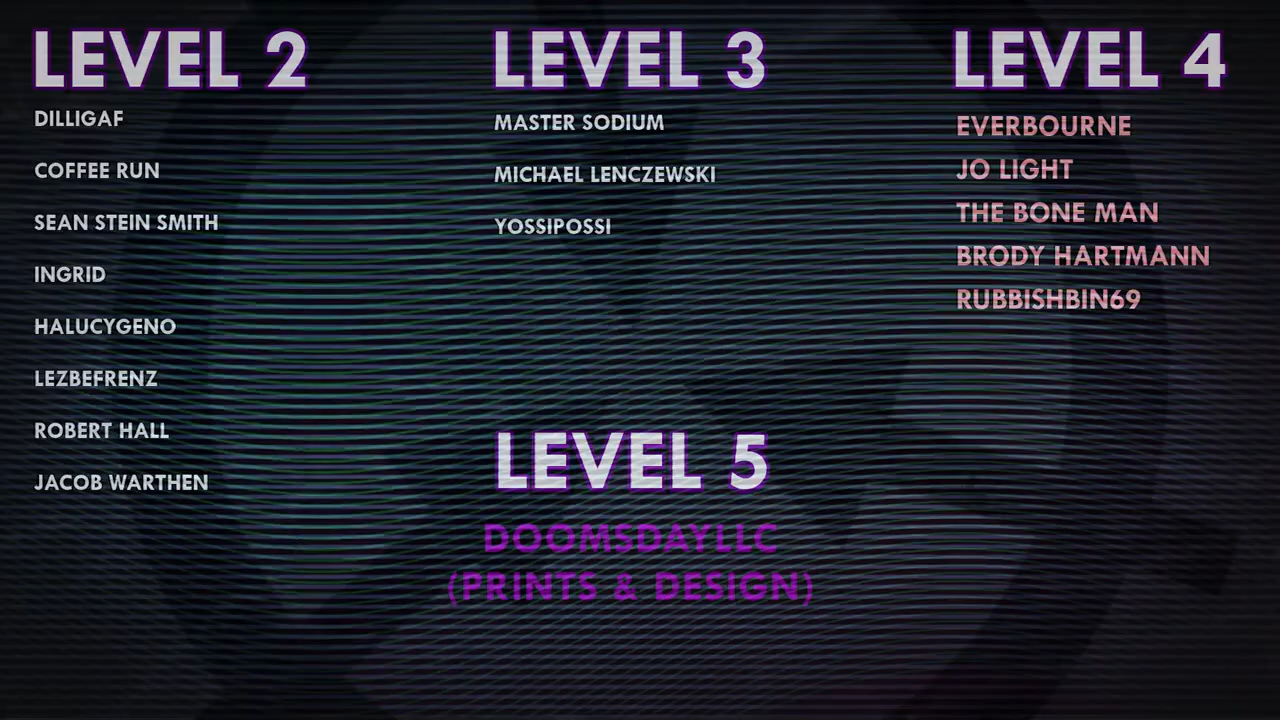 LEVEL 2
DILLIGAF
COFFEE RUN
SEAN STEIN SMITH
INGRID
HALUCYGENO
LEZBEFRENZ
ROBERT HALL
JACOB WARTHEN
LEVEL 3
MASTER SODIUM
MICHAEL LENCZEWSKI
YOSSIPOSSI
LEVEL 4
EVERBOURNE
JO LIGHT
THE BONE MAN
BRODY HARTMANN
RUBBISHBIN69
LEVEL 5
DOOMSDAYLLC
(PRINTS & DESIGN)